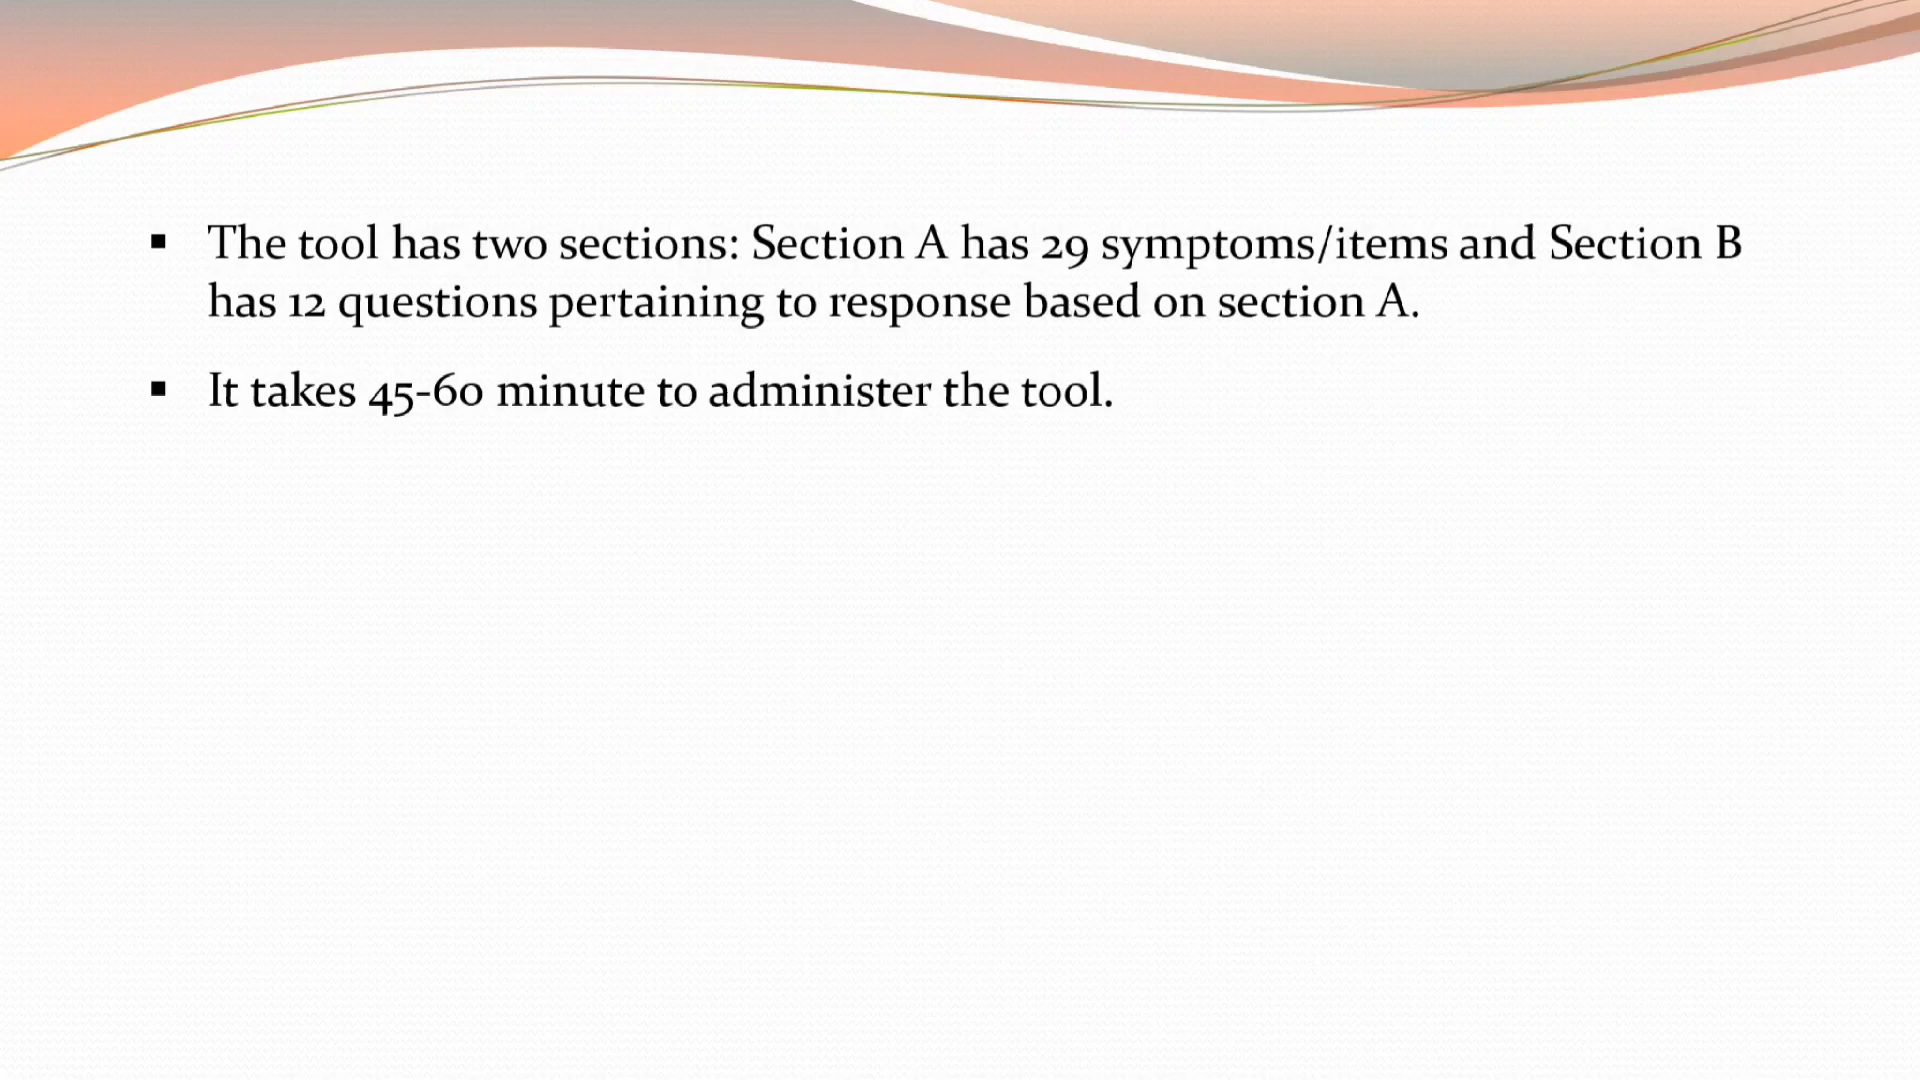 ▪ The tool has two sections: Section A has 29 symptoms/items and Section B
has 12 questions pertaining to response based on section A.
▪ It takes 45-60 minute to administer the tool.